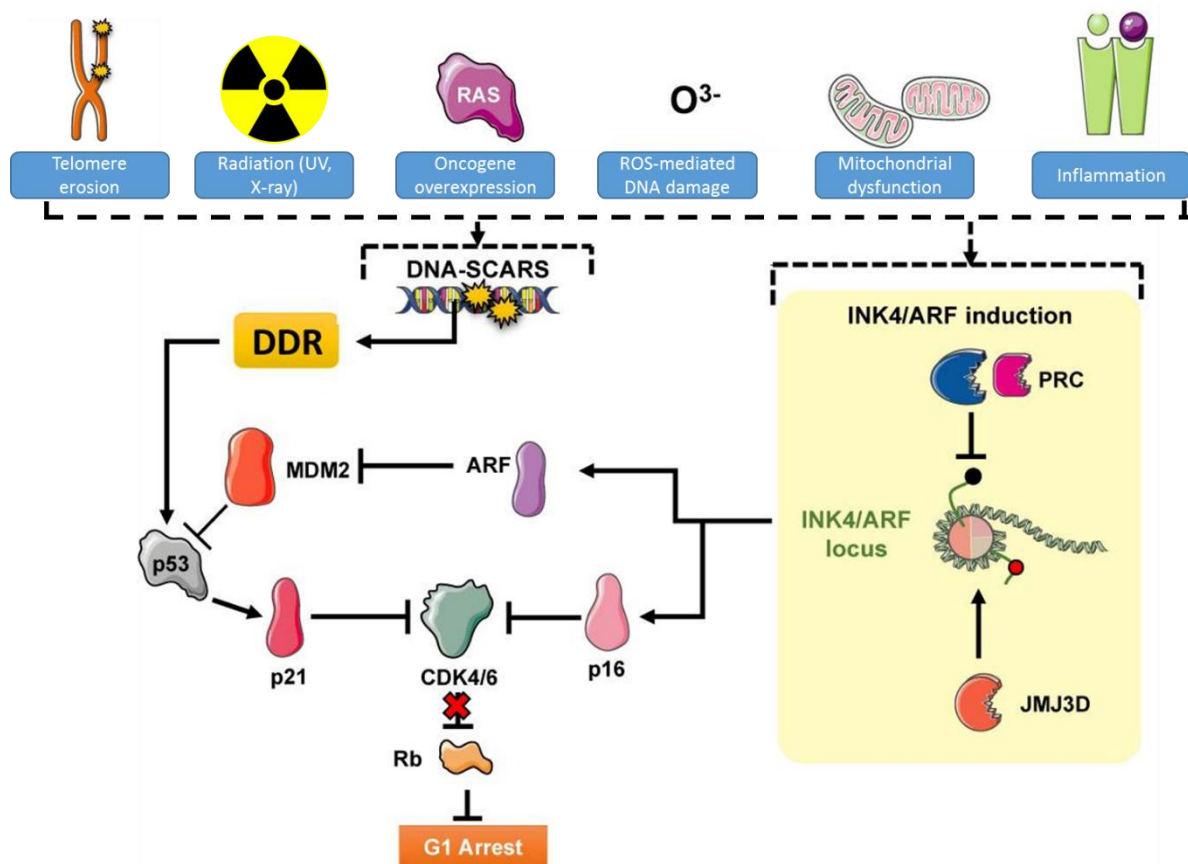 RAS
O³⁻
Telomere
erosion
Radiation (UV,
X-ray)
Oncogene
overexpression
ROS-mediated
DNA damage
Mitochondrial
dysfunction
Inflammation
DNA-SCARS
DDR
INK4/ARF induction
PRC
MDM2
ARF
INK4/ARF
locus
p53
p21
CDK4/6
p16
JMJ3D
Rb
G1 Arrest